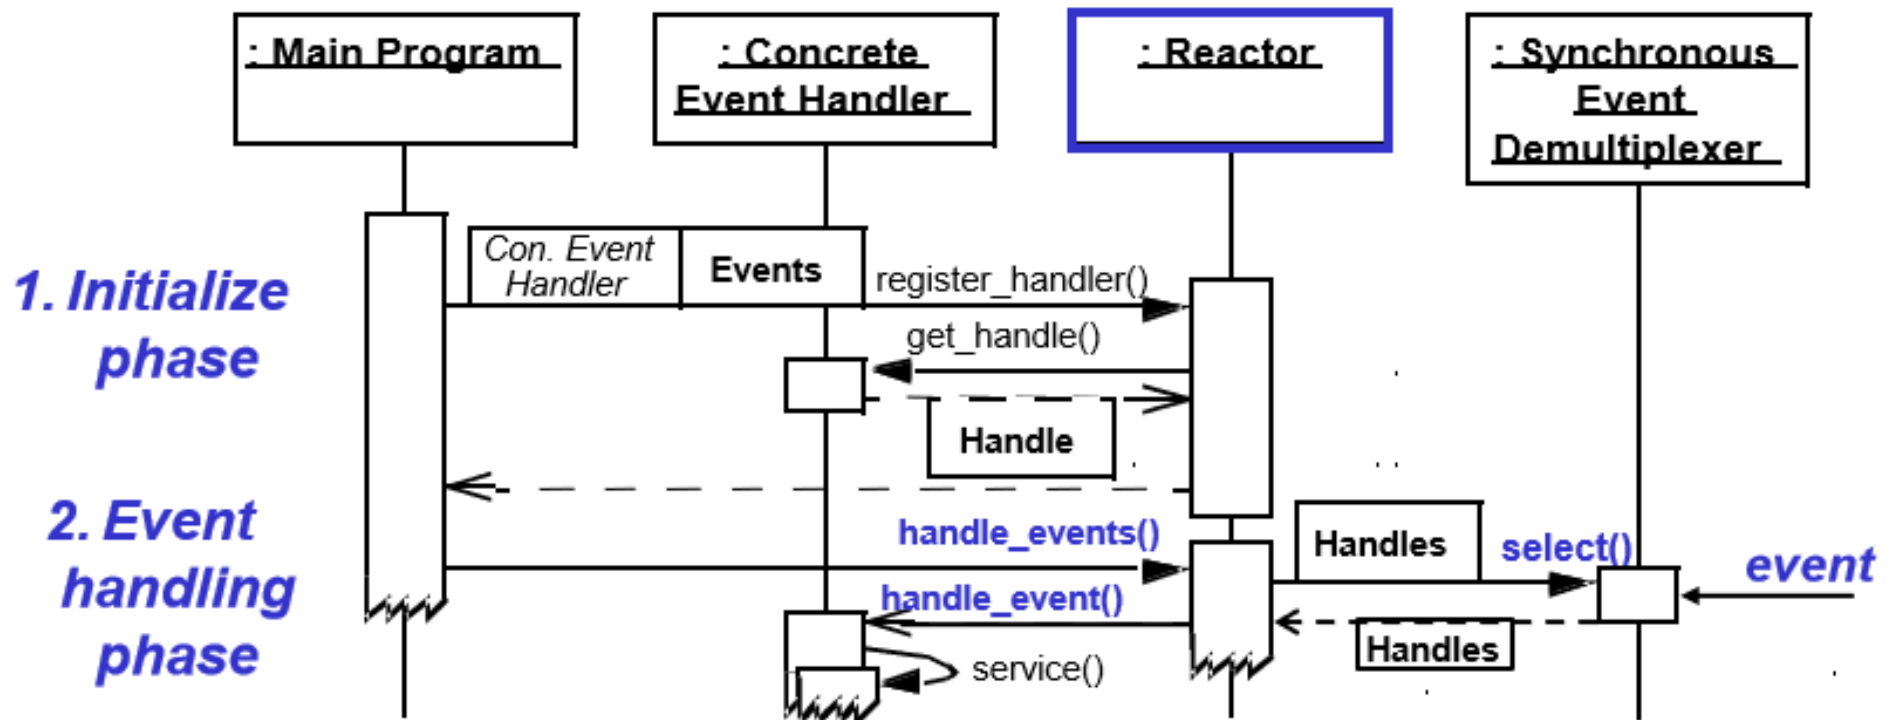 : Main Program
: Concrete
Event Handler
: Reactor
: Synchronous
Event
Demultiplexer
1. Initialize
phase
Con. Event
Handler
Events
register_handler()
get_handle()
Handle
2. Event
handling
phase
handle_events()
Handles
select()
event
handle_event()
Handles
service()